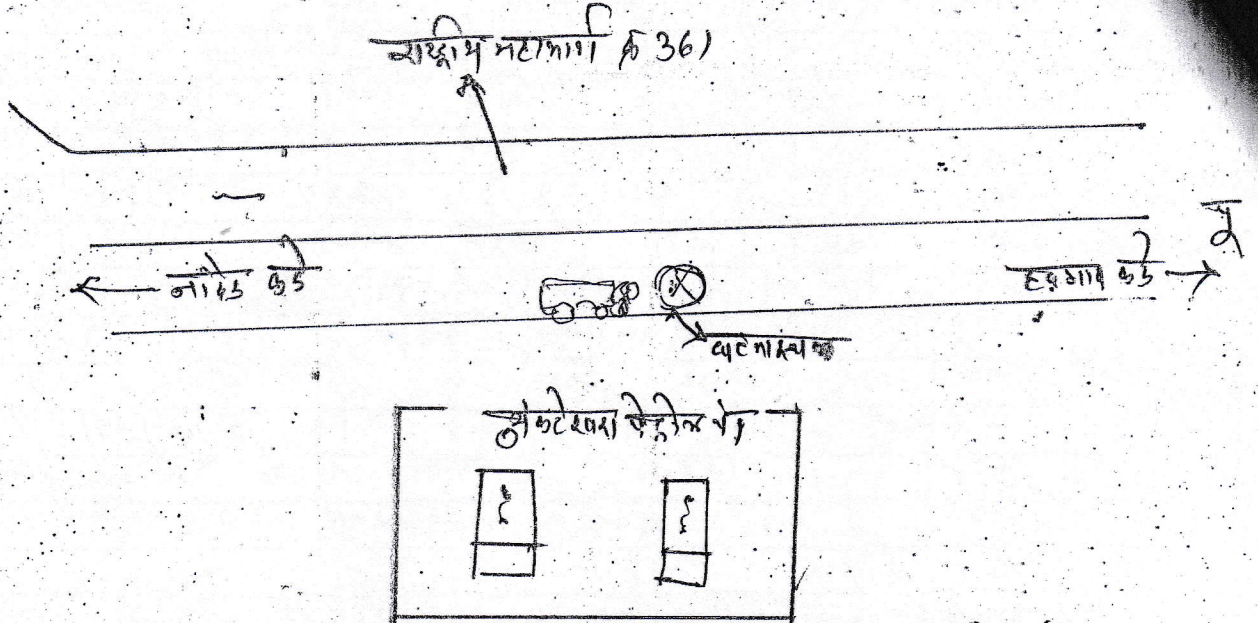 राष्ट्रीय महामार्ग क्र 361
पू
नांदेड कडे
हदगाव कडे
घटनास्थळ
व्यंकटेश्वरा पेट्रोल पंप